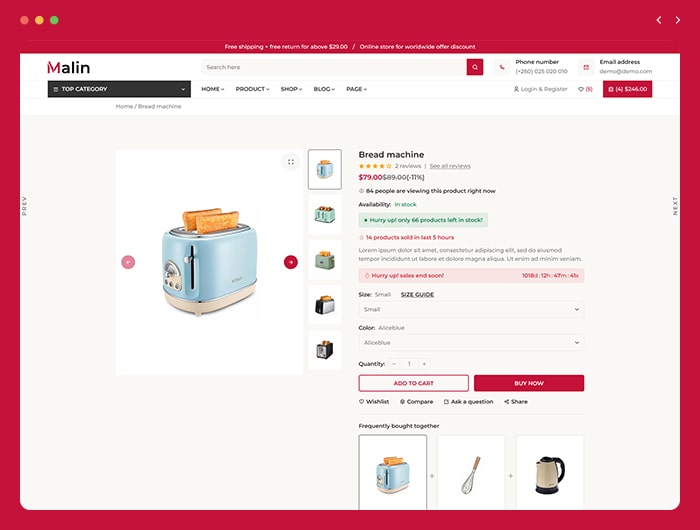 Free shipping + free return for above $29.00 / Online store for worldwide offer discount
Malin
Search here
Phone number
(+260) 025 020 010
Email address
demo@demo.com
TOP CATEGORY
HOME PRODUCT SHOP BLOG PAGE
Login & Register
(5)
(4) $246.00
Home / Bread machine
PREV
NEXT
Bread machine
2 reviews | See all reviews
$79.00$89.00(-11%)
84 people are viewing this product right now
Availability: In stock
Hurry up! only 66 products left in stock!
14 products sold in last 5 hours
Lorem ipsum dolor sit amet, consectetur adipiscing elit, sed do eiusmod
tempor incididunt ut labore et dolore magna aliqua. Ut enim ad minim veniam.
Hurry up! sales end soon!
1018d : 12h : 47m : 41s
Size: Small SIZE GUIDE
Small
Color: Aliceblue
Aliceblue
Quantity: − 1 +
ADD TO CART
BUY NOW
Wishlist Compare Ask a question Share
Frequently bought together
+ +